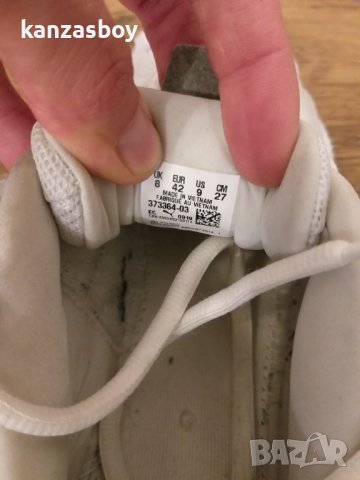 kanzasboy
UK EUR US CM
8 42 9 27
MADE IN VIETNAM
FABRIQUÉ AU VIETNAM
373364-03
BAZAR